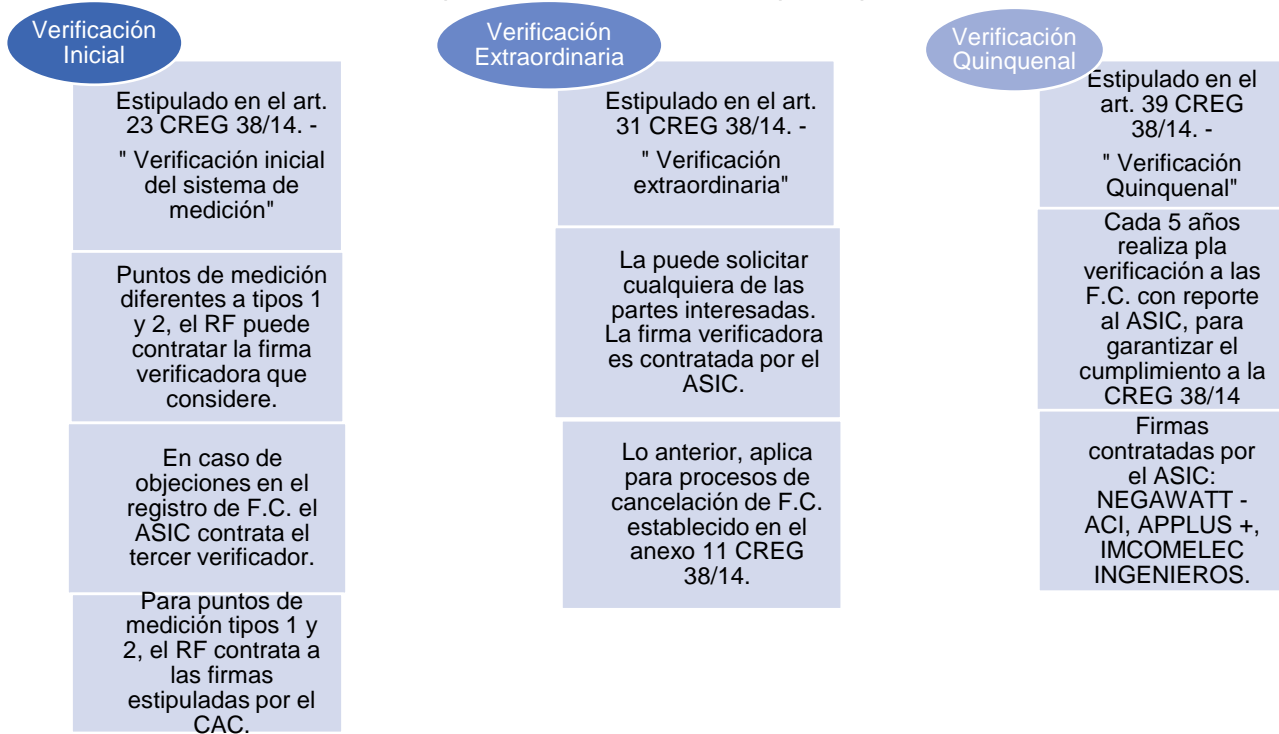 Verificación
Inicial
Estipulado en el art.
23 CREG 38/14. -
" Verificación inicial
del sistema de
medición"
Puntos de medición
diferentes a tipos 1
y 2, el RF puede
contratar la firma
verificadora que
considere.
En caso de
objeciones en el
registro de F.C. el
ASIC contrata el
tercer verificador.
Para puntos de
medición tipos 1 y
2, el RF contrata a
las firmas
estipuladas por el
CAC.
Verificación
Extraordinaria
Estipulado en el art.
31 CREG 38/14. -
" Verificación
extraordinaria"
La puede solicitar
cualquiera de las
partes interesadas.
La firma verificadora
es contratada por el
ASIC.
Lo anterior, aplica
para procesos de
cancelación de F.C.
establecido en el
anexo 11 CREG
38/14.
Verificación
Quinquenal
Estipulado en el
art. 39 CREG
38/14. -
" Verificación
Quinquenal"
Cada 5 años
realiza pla
verificación a las
F.C. con reporte
al ASIC, para
garantizar el
cumplimiento a la
CREG 38/14
Firmas
contratadas por
el ASIC:
NEGAWATT -
ACI, APPLUS +,
IMCOMELEC
INGENIEROS.